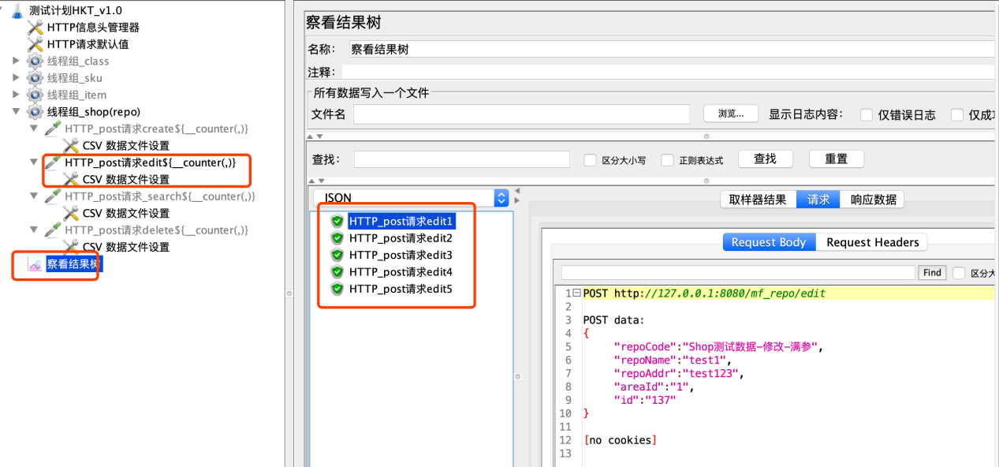 测试计划HKT_v1.0
HTTP信息头管理器
HTTP请求默认值
线程组_class
线程组_sku
线程组_item
线程组_shop(repo)
HTTP_post请求create${__counter(,)}
CSV 数据文件设置
HTTP_post请求edit${__counter(,)}
CSV 数据文件设置
HTTP_post请求_search${__counter(,)}
CSV 数据文件设置
HTTP_post请求delete${__counter(,)}
CSV 数据文件设置
察看结果树
察看结果树
名称： 察看结果树
注释：
所有数据写入一个文件
文件名 浏览... 显示日志内容： 仅错误日志 仅成
查找： 区分大小写 正则表达式 查找 重置
JSON
HTTP_post请求edit1
HTTP_post请求edit2
HTTP_post请求edit3
HTTP_post请求edit4
HTTP_post请求edit5
取样器结果 请求 响应数据
Request Body Request Headers
Find 区分大
1 POST http://127.0.0.1:8080/mf_repo/edit
2
3 POST data:
4 {
5 "repoCode":"Shop测试数据-修改-满参",
6 "repoName":"test1",
7 "repoAddr":"test123",
8 "areaId":"1",
9 "id":"137"
10 }
11
12 [no cookies]
13